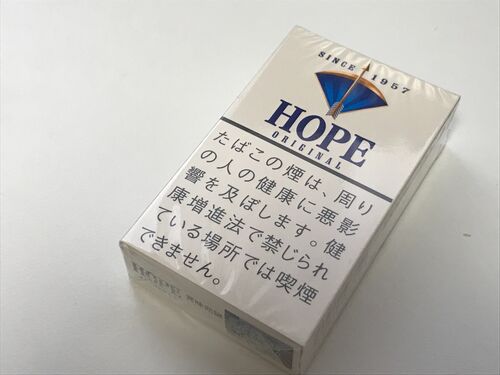 SINCE 1957
HOPE
ORIGINAL
たばこの煙は、周り
の人の健康に悪影
響を及ぼします。健
康増進法で禁じられ
ている場所では喫煙
できません。
HOPE